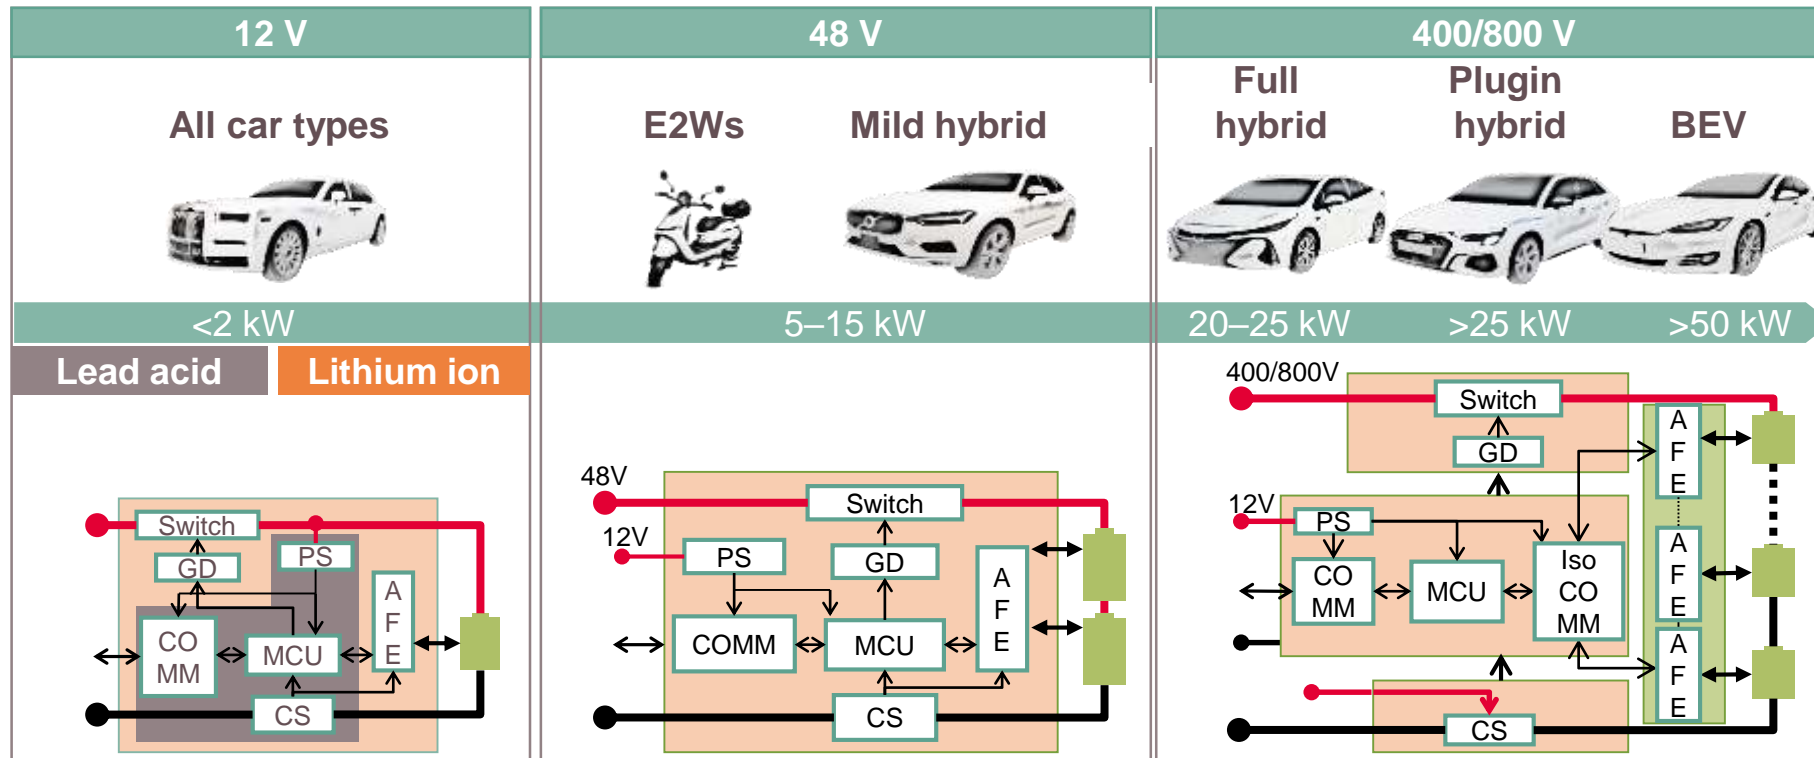 12 V
All car types
<2 kW
Lead acid
Lithium ion
Switch
GD
PS
A
F
E
CO
MM
MCU
CS
48 V
E2Ws
Mild hybrid
5–15 kW
48V
12V
Switch
PS
GD
A
F
E
COMM
MCU
CS
400/800 V
Full
hybrid
Plugin
hybrid
BEV
20–25 kW
>25 kW
>50 kW
400/800V
Switch
GD
12V
PS
CO
MM
MCU
Iso
CO
MM
A
F
E
A
F
E
A
F
E
CS